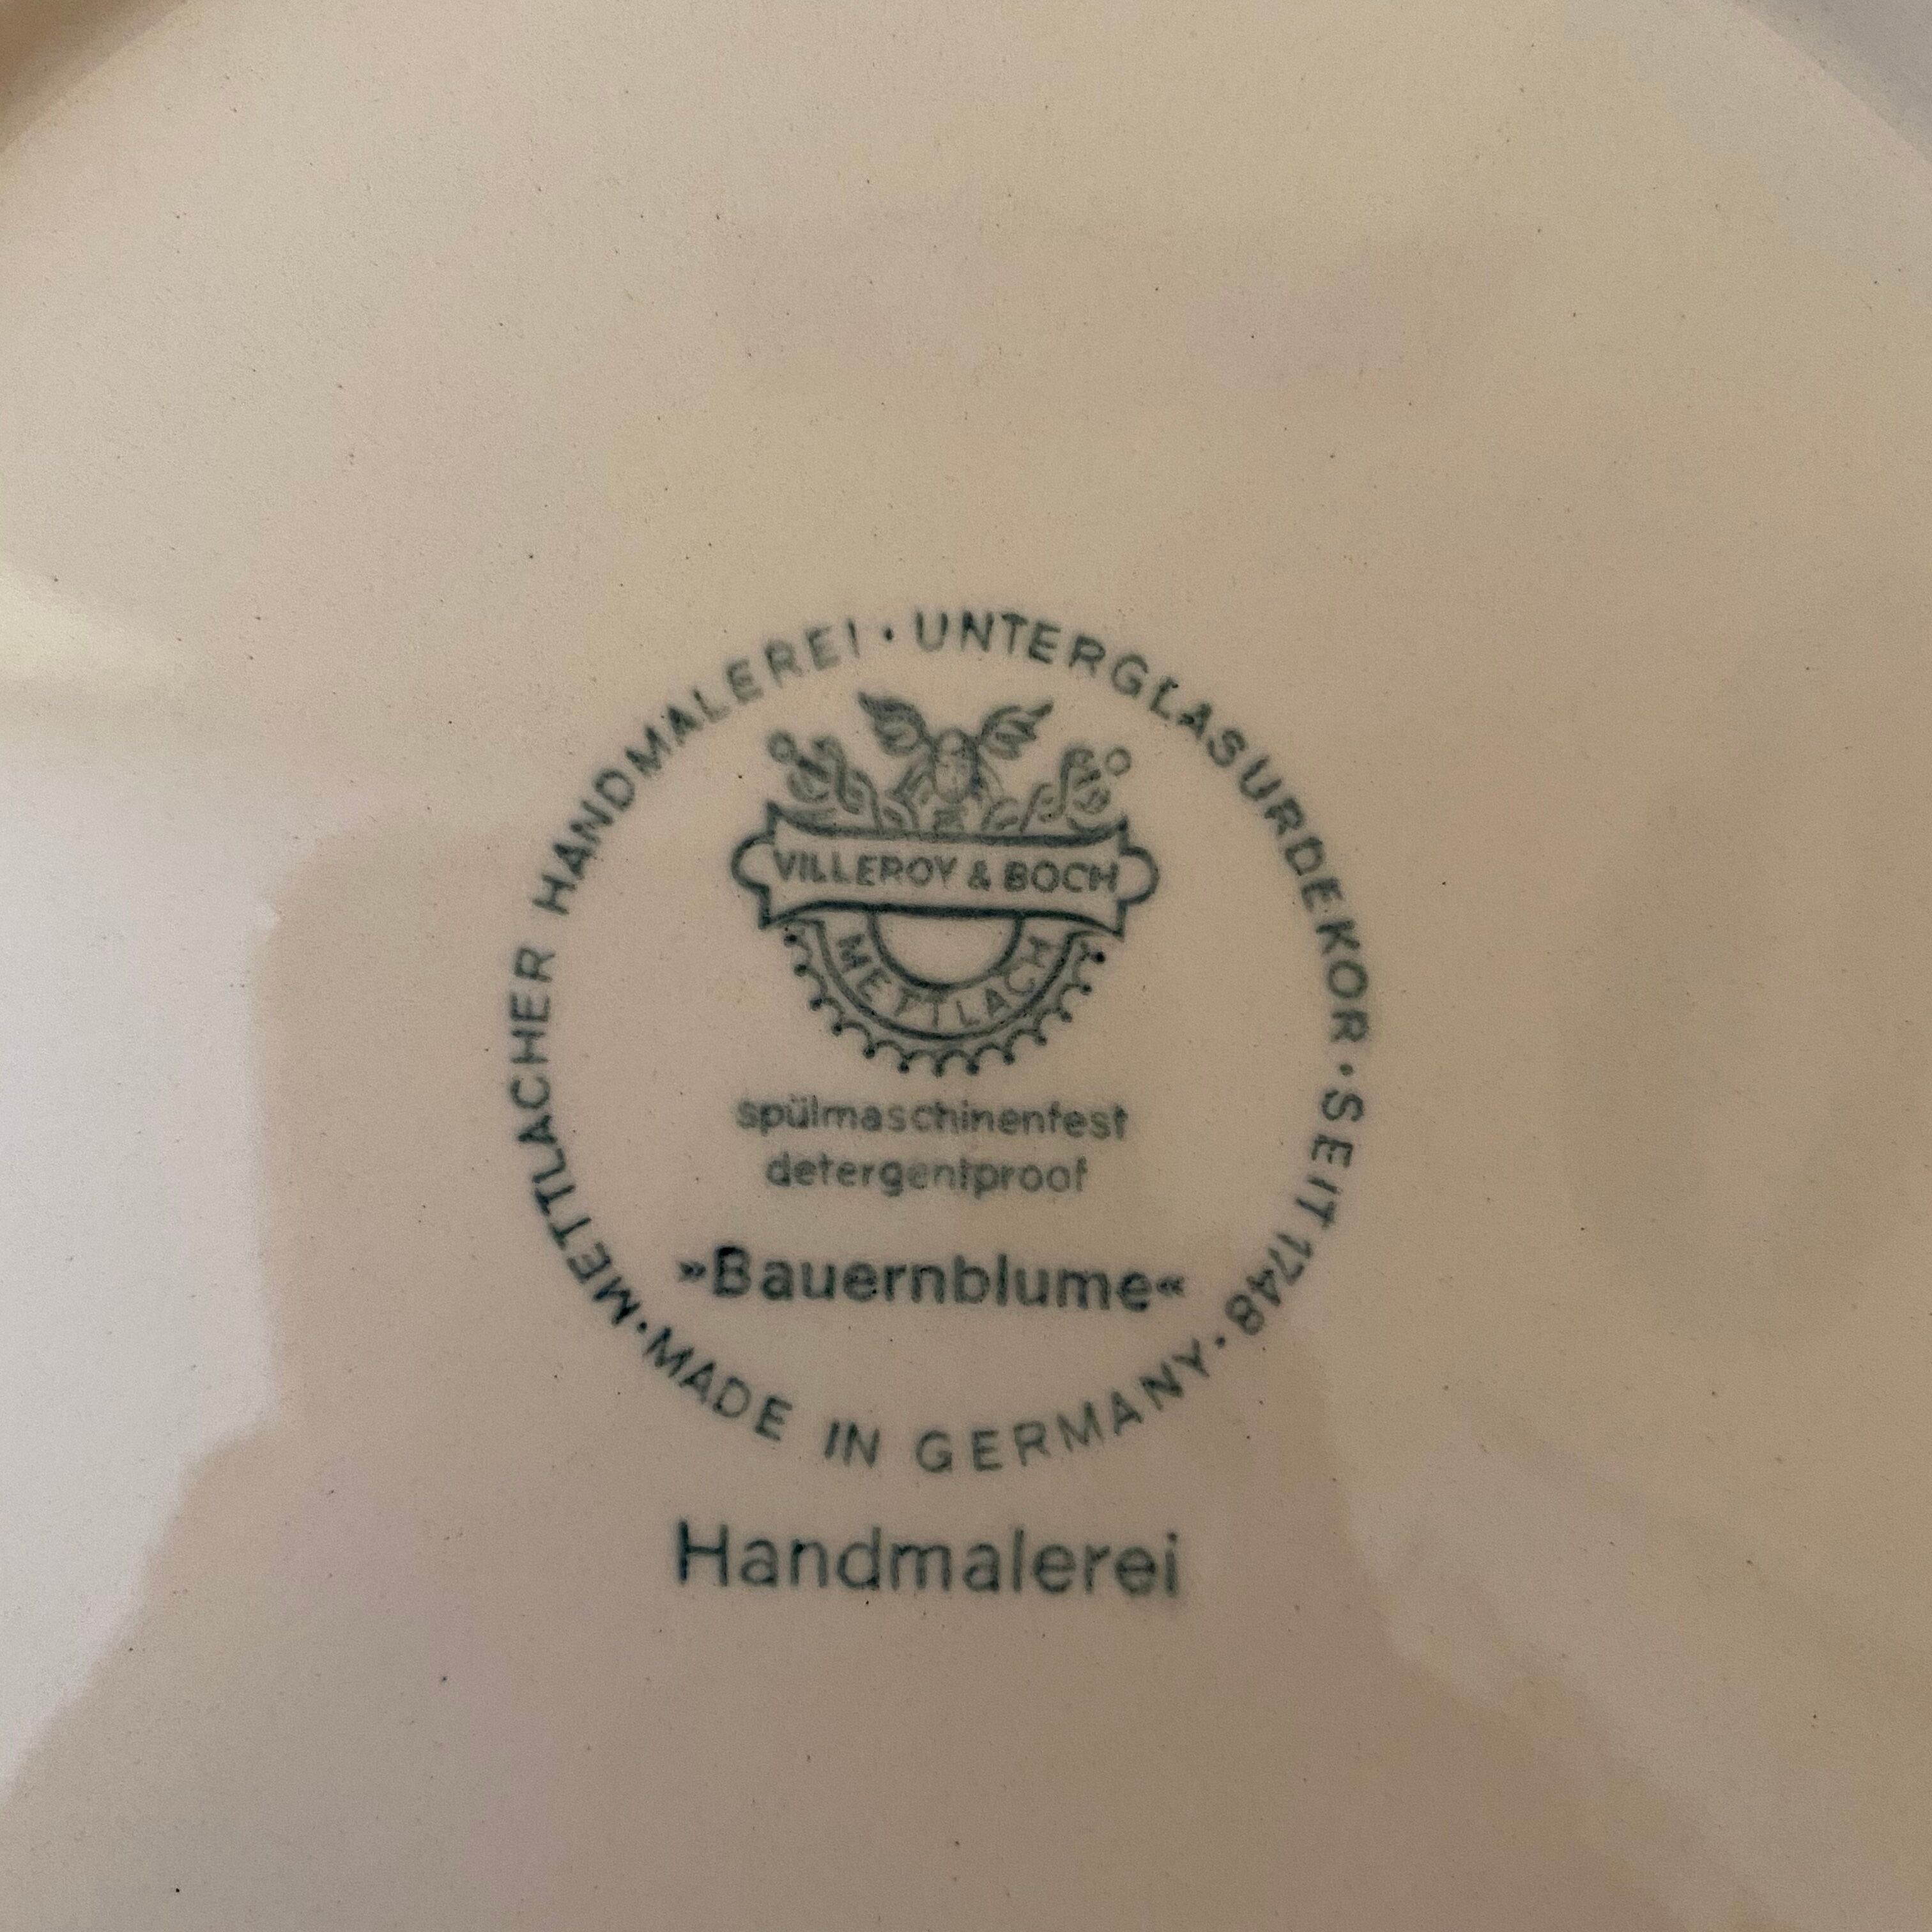 METTLACHER HANDMALEREI · UNTERGLASURDEKOR · SEIT 1748 · MADE IN GERMANY ·
VILLEROY & BOCH
METTLACH
spülmaschinenfest
detergentproof
»Bauernblume«
Handmalerei